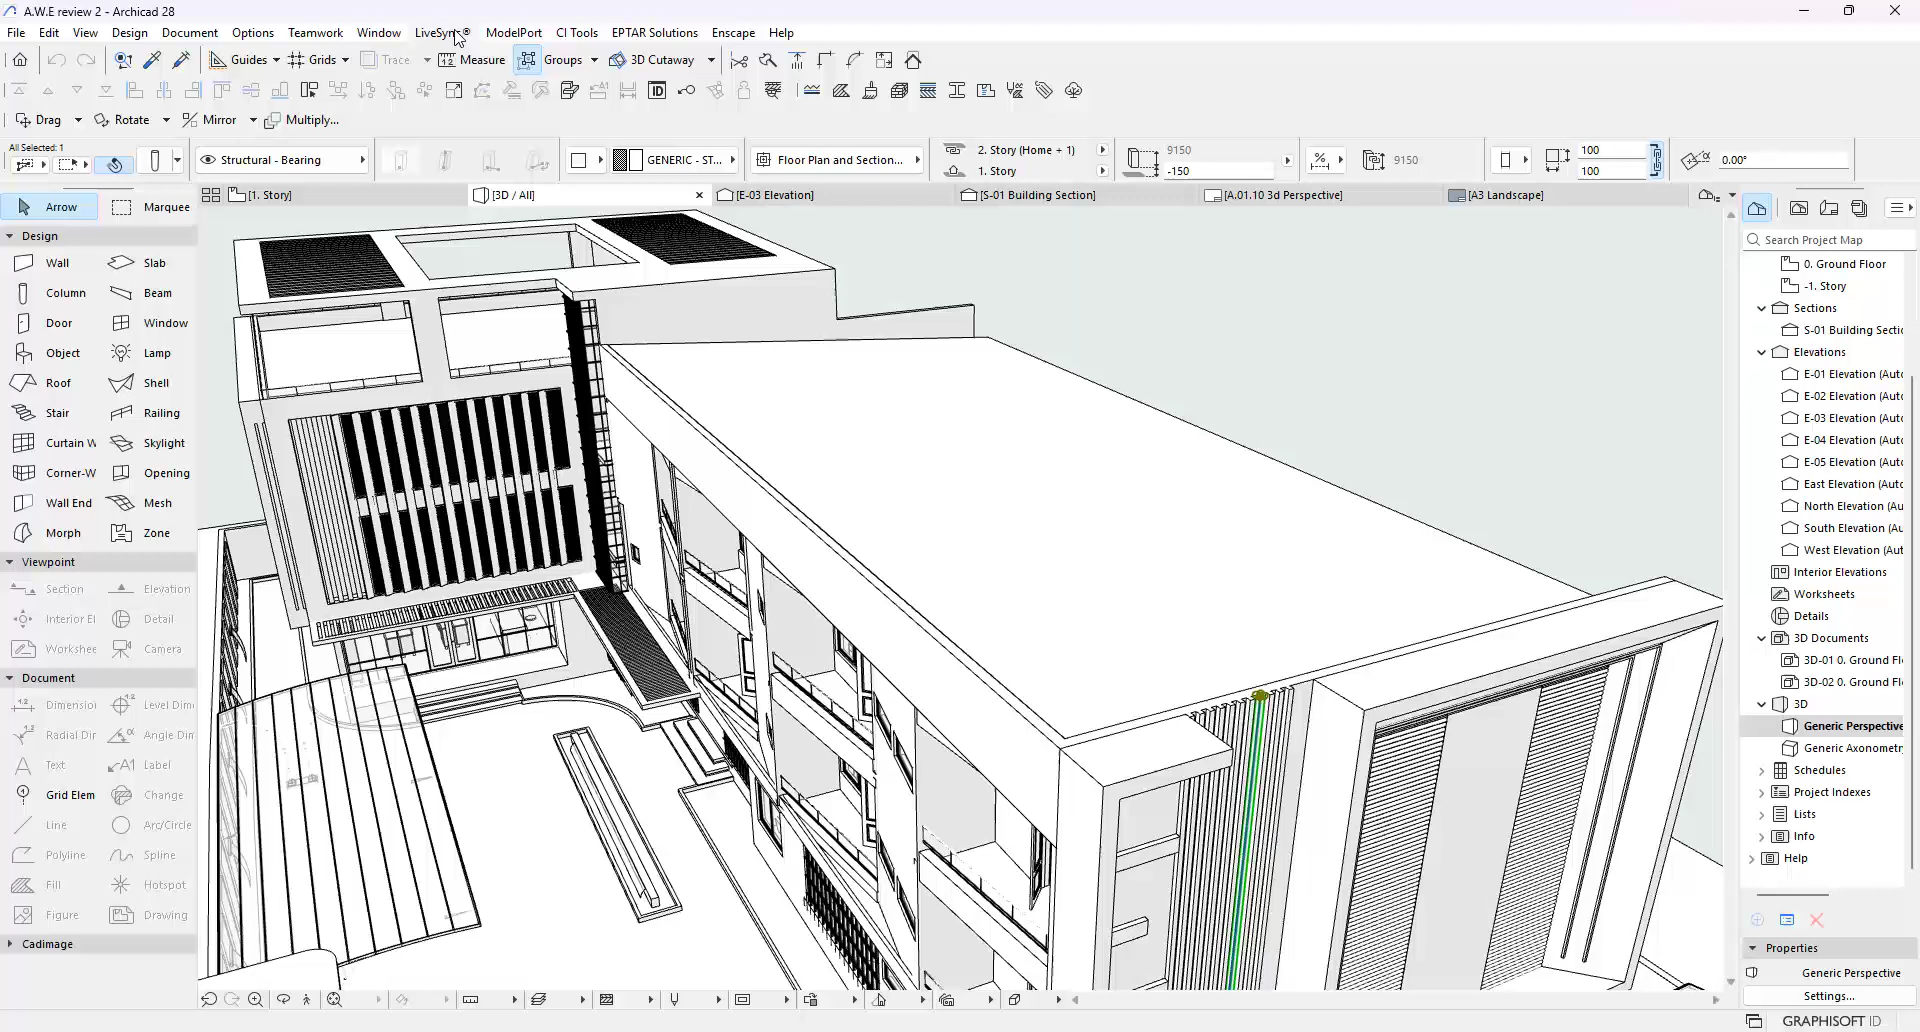 A.W.E review 2 - Archicad 28
File Edit View Design Document Options Teamwork Window LiveSync® ModelPort CI Tools EPTAR Solutions Enscape Help
Guides Grids Trace Measure Groups 3D Cutaway
Drag Rotate Mirror Multiply...
All Selected: 1
Structural - Bearing
GENERIC - ST...
Floor Plan and Section...
2. Story (Home + 1)
1. Story
9150
-150
9150
100
100
0.00°
[1. Story] [3D / All] [E-03 Elevation] [S-01 Building Section] [A.01.10 3d Perspective] [A3 Landscape]
Arrow Marquee
Design
Wall Slab
Column Beam
Door Window
Object Lamp
Roof Shell
Stair Railing
Curtain W Skylight
Corner-W Opening
Wall End Mesh
Morph Zone
Viewpoint
Section Elevation
Interior El Detail
Workshee Camera
Document
Dimensio Level Dim
Radial Dir Angle Dim
Text Label
Grid Elem Change
Line Arc/Circle
Polyline Spline
Fill Hotspot
Figure Drawing
Cadimage
Search Project Map
0. Ground Floor
-1. Story
Sections
S-01 Building Sectio
Elevations
E-01 Elevation (Auto
E-02 Elevation (Auto
E-03 Elevation (Auto
E-04 Elevation (Auto
E-05 Elevation (Auto
East Elevation (Auto
North Elevation (Au
South Elevation (Au
West Elevation (Aut
Interior Elevations
Worksheets
Details
3D Documents
3D-01 0. Ground Fl
3D-02 0. Ground Fl
3D
Generic Perspective
Generic Axonometr
Schedules
Project Indexes
Lists
Info
Help
Properties
Generic Perspective
Settings...
GRAPHISOFT ID